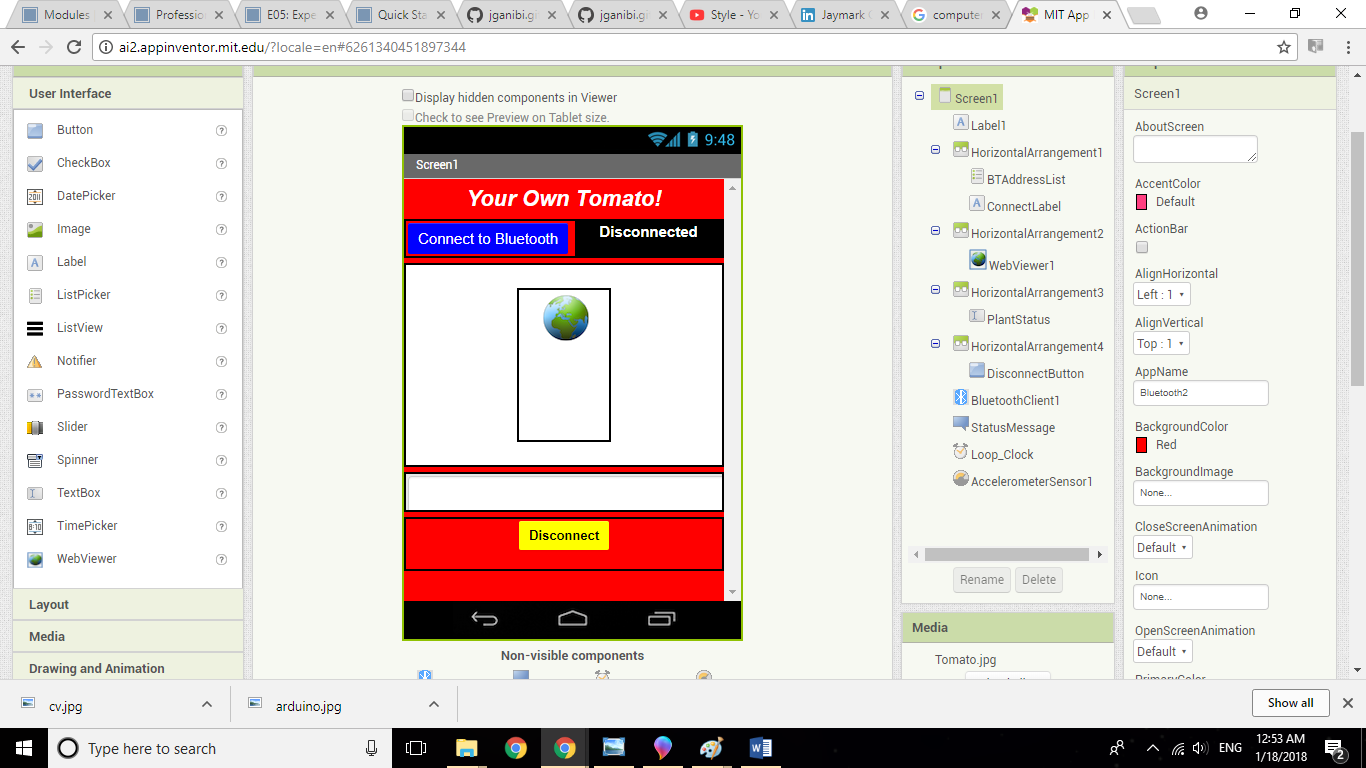 Modules
Profession
E05: Expe
Quick Sta
jganibi.gi
jganibi.gi
Style - Yo
Jaymark G
computer
MIT App
ai2.appinventor.mit.edu/?locale=en#6261340451897344
User Interface
Button
CheckBox
DatePicker
Image
Label
ListPicker
ListView
Notifier
PasswordTextBox
Slider
Spinner
TextBox
TimePicker
WebViewer
Layout
Media
Drawing and Animation
Display hidden components in Viewer
Check to see Preview on Tablet size.
9:48
Screen1
Your Own Tomato!
Connect to Bluetooth
Disconnected
Disconnect
Non-visible components
Screen1
Label1
HorizontalArrangement1
BTAddressList
ConnectLabel
HorizontalArrangement2
WebViewer1
HorizontalArrangement3
PlantStatus
HorizontalArrangement4
DisconnectButton
BluetoothClient1
StatusMessage
Loop_Clock
AccelerometerSensor1
Rename Delete
Media
Tomato.jpg
Screen1
AboutScreen
AccentColor
Default
ActionBar
AlignHorizontal
Left : 1
AlignVertical
Top : 1
AppName
Bluetooth2
BackgroundColor
Red
BackgroundImage
None...
CloseScreenAnimation
Default
Icon
None...
OpenScreenAnimation
Default
PrimaryColor
cv.jpg
arduino.jpg
Show all
Type here to search
ENG
12:53 AM
1/18/2018
2